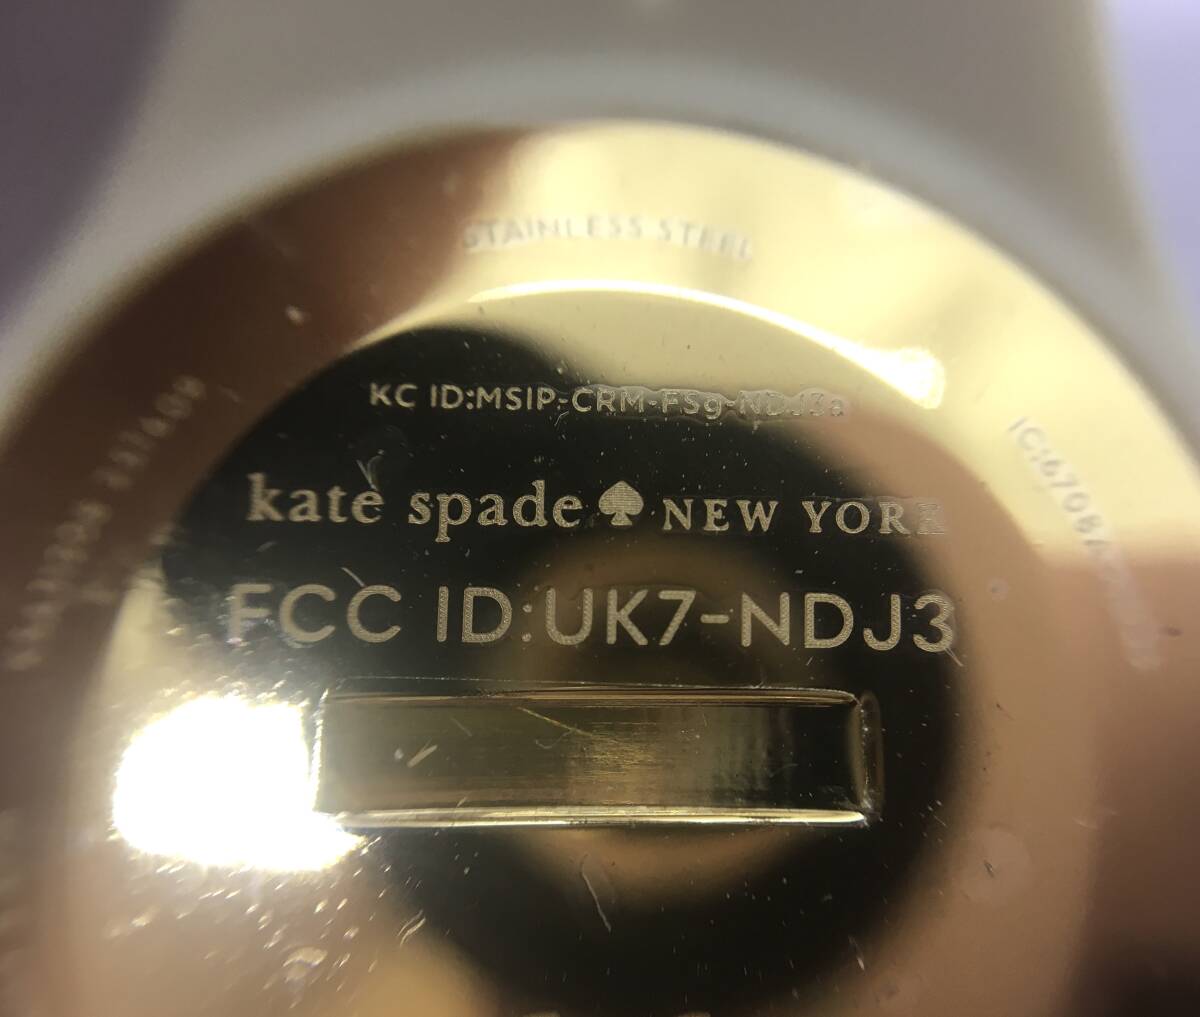 STAINLESS STEEL
KC ID:MSIP-CRM-FSg-NDJ3a
kate spade ♠ NEW YORK
FCC ID:UK7-NDJ3